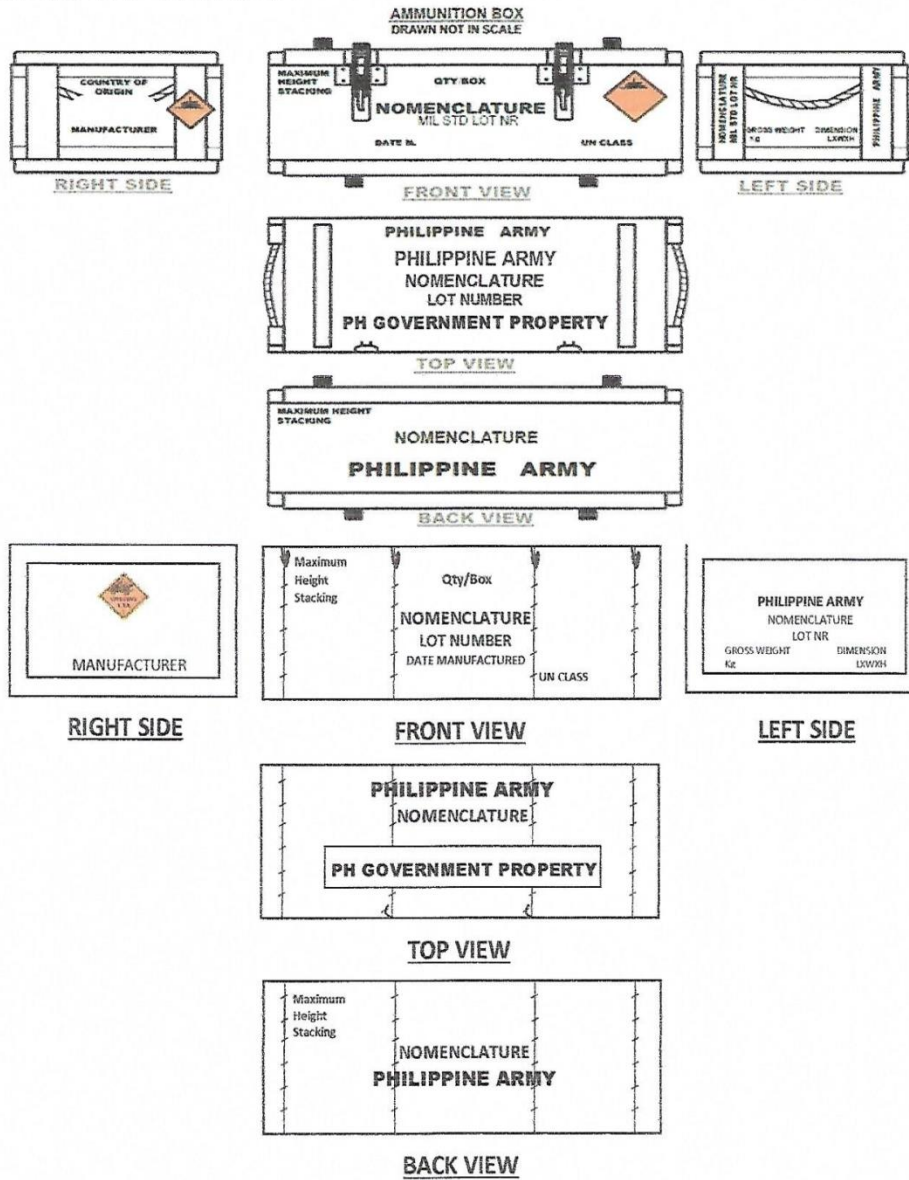 AMMUNITION BOX
DRAWN NOT IN SCALE
COUNTRY OF
ORIGIN
MANUFACTURER
RIGHT SIDE
MAXIMUM
HEIGHT
STACKING
QTY BOX
NOMENCLATURE
MIL STD LOT NR
DATE M.
UN CLASS
FRONT VIEW
NOMENCLATURE
MIL STD LOT NR
GROSS WEIGHT
Kg
DIMENSION
LXWXH
PHILIPPINE ARMY
LEFT SIDE
PHILIPPINE ARMY
PHILIPPINE ARMY
NOMENCLATURE
LOT NUMBER
PH GOVERNMENT PROPERTY
TOP VIEW
MAXIMUM HEIGHT
STACKING
NOMENCLATURE
PHILIPPINE ARMY
BACK VIEW
MANUFACTURER
RIGHT SIDE
Maximum
Height
Stacking
Qty/Box
NOMENCLATURE
LOT NUMBER
DATE MANUFACTURED
UN CLASS
FRONT VIEW
PHILIPPINE ARMY
NOMENCLATURE
LOT NR
GROSS WEIGHT DIMENSION
Kg LXWXH
LEFT SIDE
PHILIPPINE ARMY
NOMENCLATURE
PH GOVERNMENT PROPERTY
TOP VIEW
Maximum
Height
Stacking
NOMENCLATURE
PHILIPPINE ARMY
BACK VIEW